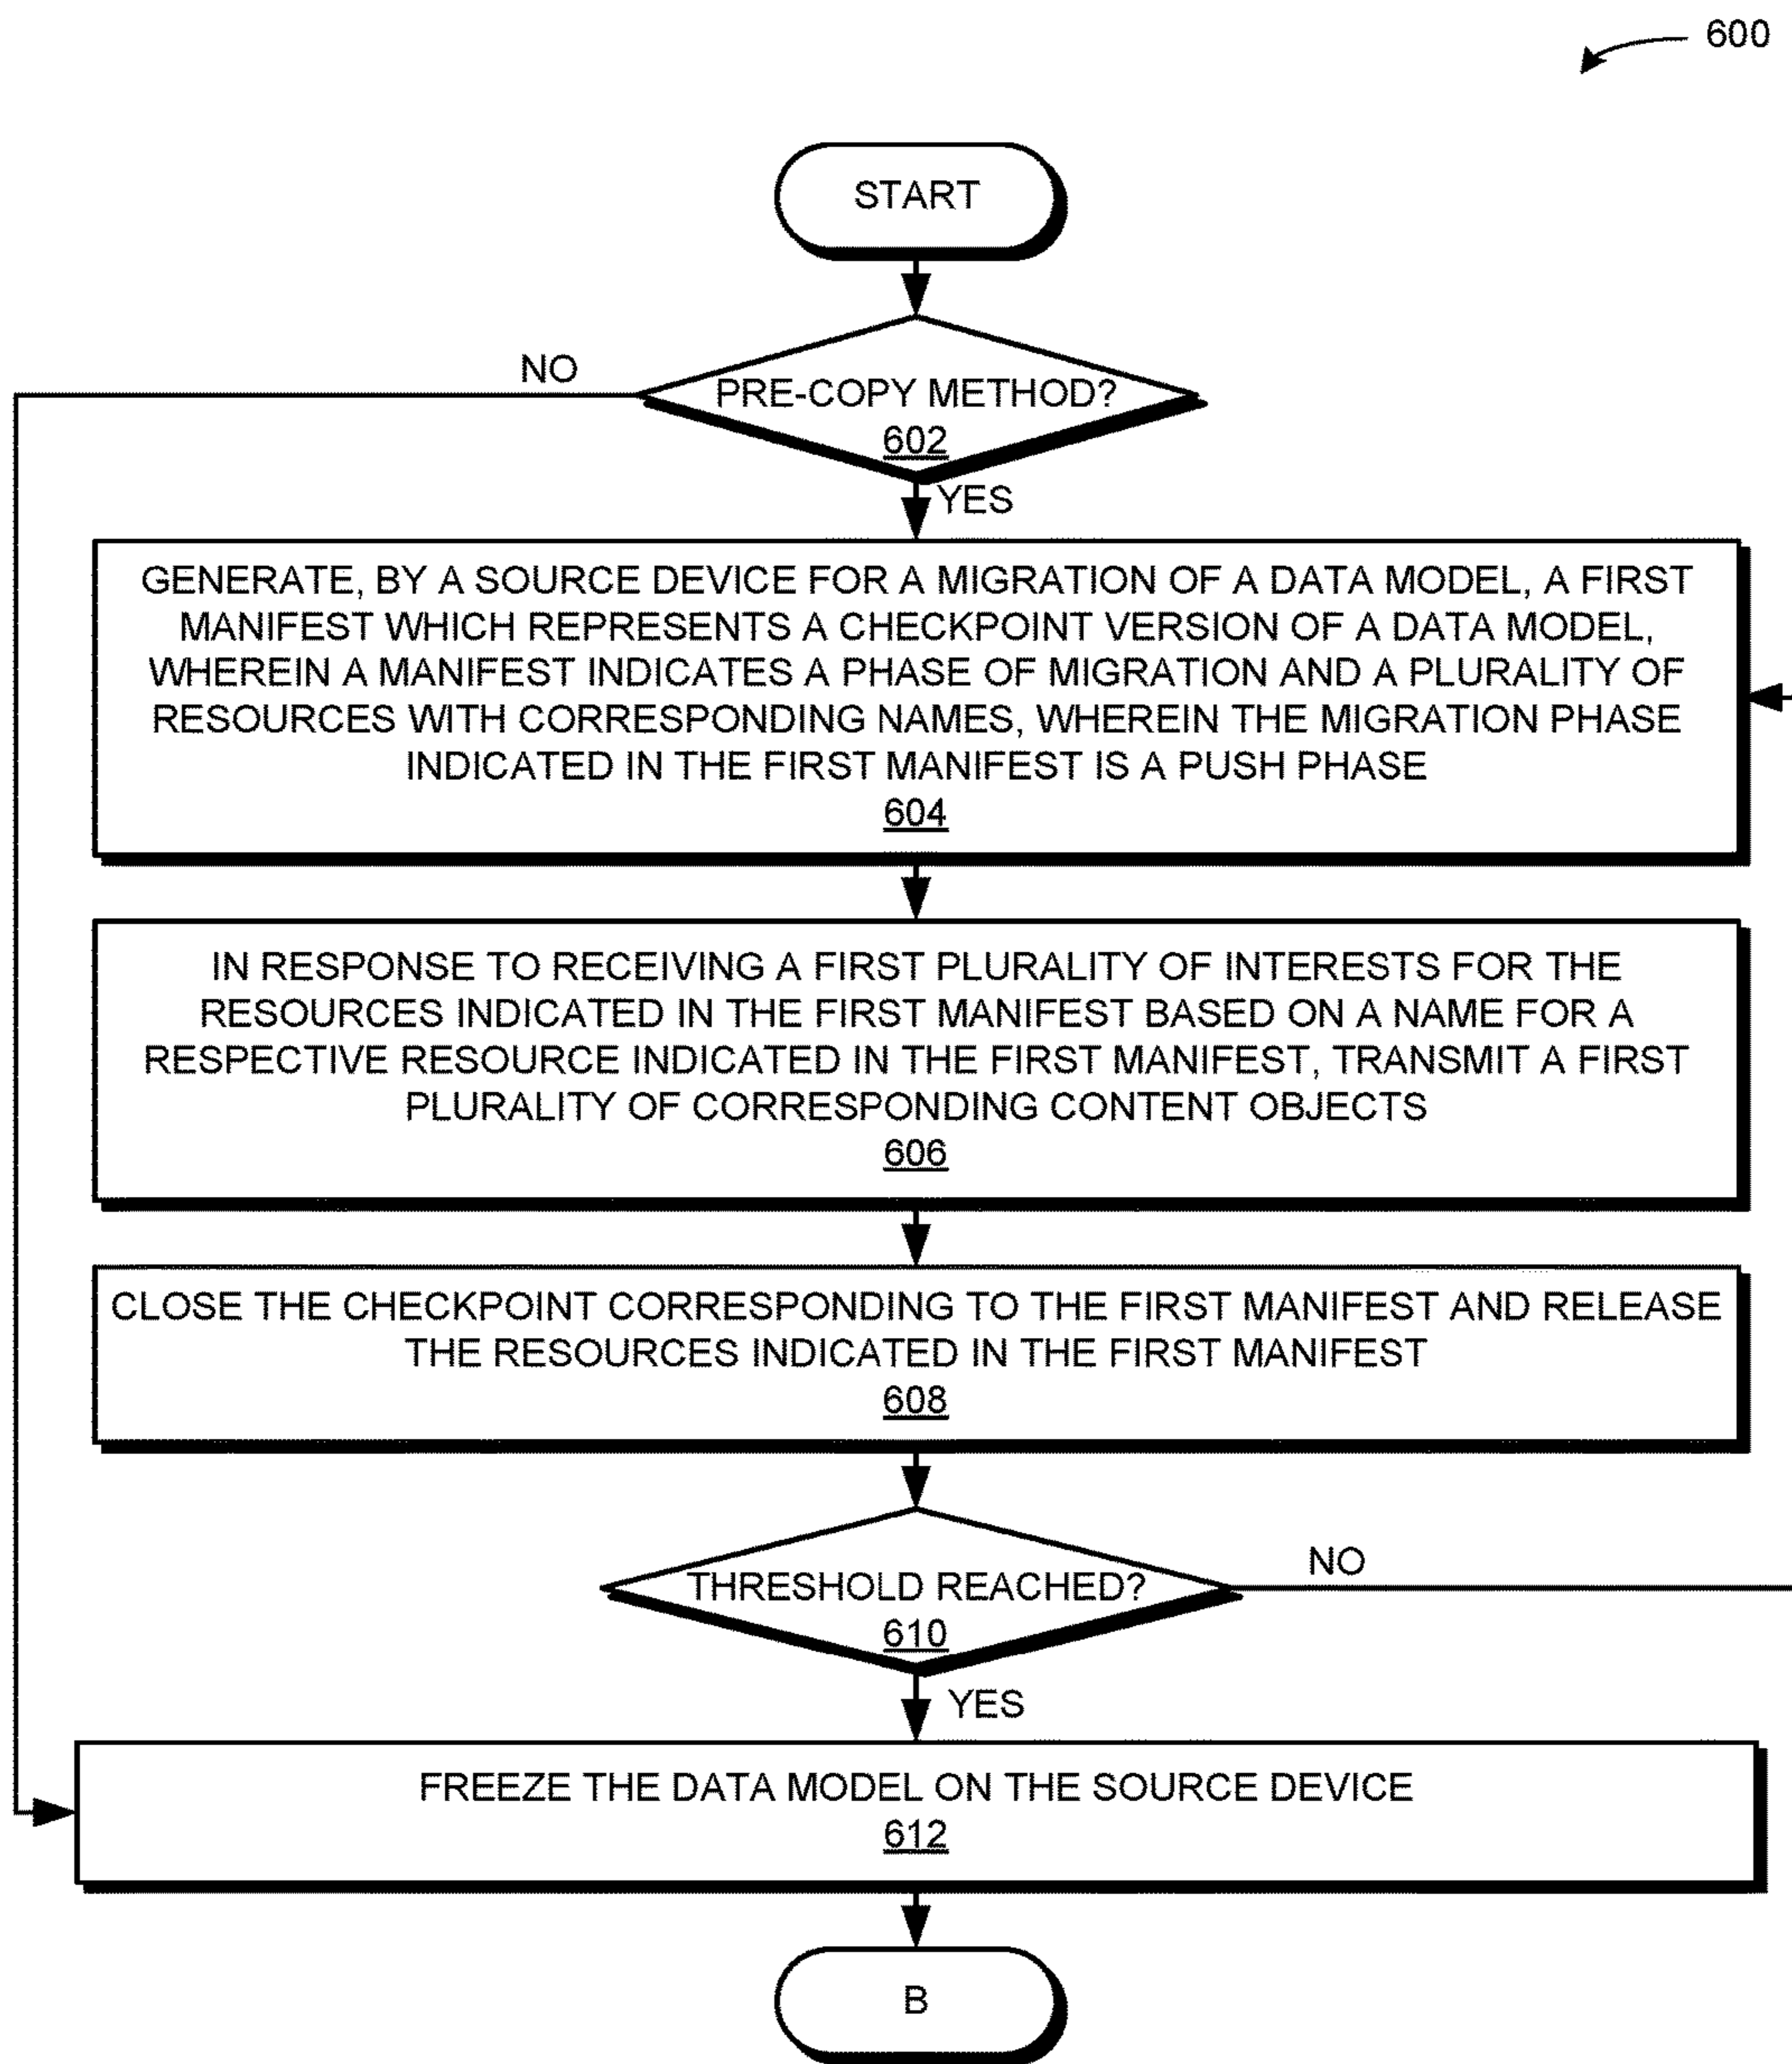 600
START
NO
PRE-COPY METHOD?
602
YES
GENERATE, BY A SOURCE DEVICE FOR A MIGRATION OF A DATA MODEL, A FIRST
MANIFEST WHICH REPRESENTS A CHECKPOINT VERSION OF A DATA MODEL,
WHEREIN A MANIFEST INDICATES A PHASE OF MIGRATION AND A PLURALITY OF
RESOURCES WITH CORRESPONDING NAMES, WHEREIN THE MIGRATION PHASE
INDICATED IN THE FIRST MANIFEST IS A PUSH PHASE
604
IN RESPONSE TO RECEIVING A FIRST PLURALITY OF INTERESTS FOR THE
RESOURCES INDICATED IN THE FIRST MANIFEST BASED ON A NAME FOR A
RESPECTIVE RESOURCE INDICATED IN THE FIRST MANIFEST, TRANSMIT A FIRST
PLURALITY OF CORRESPONDING CONTENT OBJECTS
606
CLOSE THE CHECKPOINT CORRESPONDING TO THE FIRST MANIFEST AND RELEASE
THE RESOURCES INDICATED IN THE FIRST MANIFEST
608
NO
THRESHOLD REACHED?
610
YES
FREEZE THE DATA MODEL ON THE SOURCE DEVICE
612
B